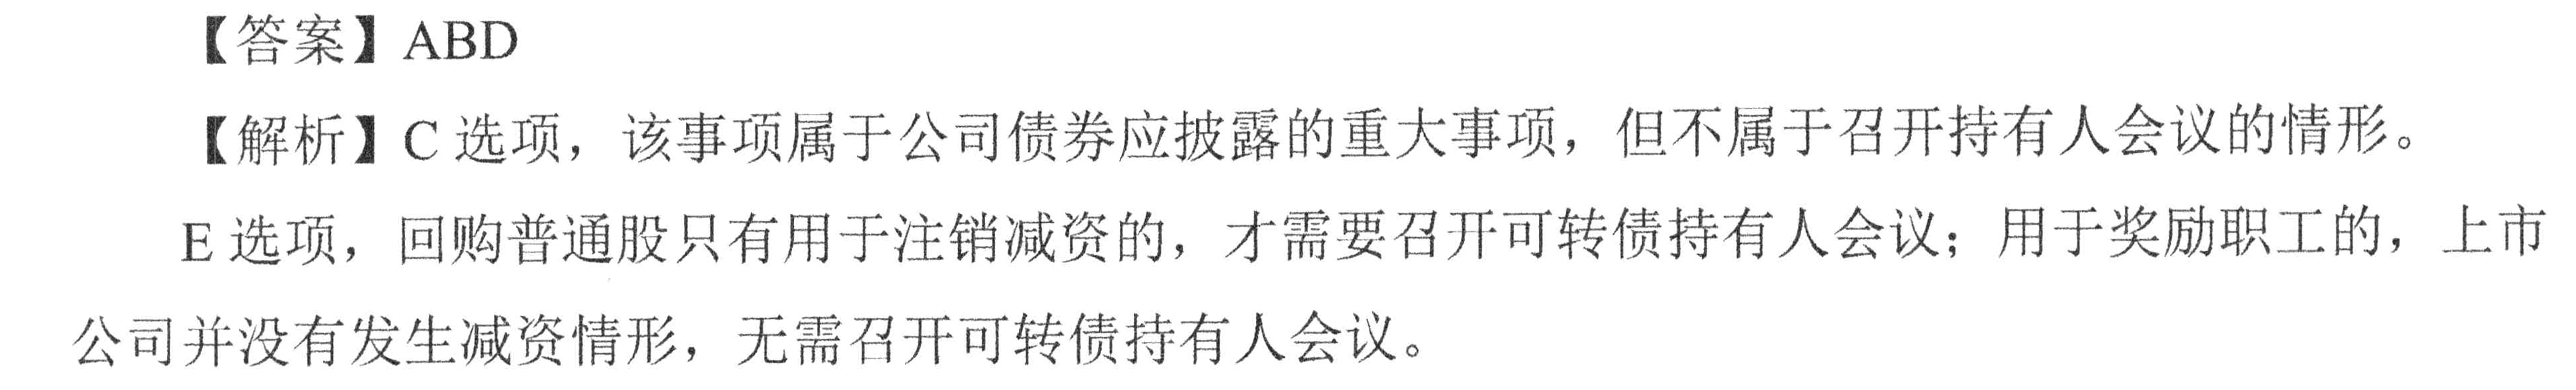 【答案】ABD
【解析】C 选项，该事项属于公司债券应披露的重大事项，但不属于召开持有人会议的情形。
E 选项，回购普通股只有用于注销减资的，才需要召开可转债持有人会议；用于奖励职工的，上市
公司并没有发生减资情形，无需召开可转债持有人会议。